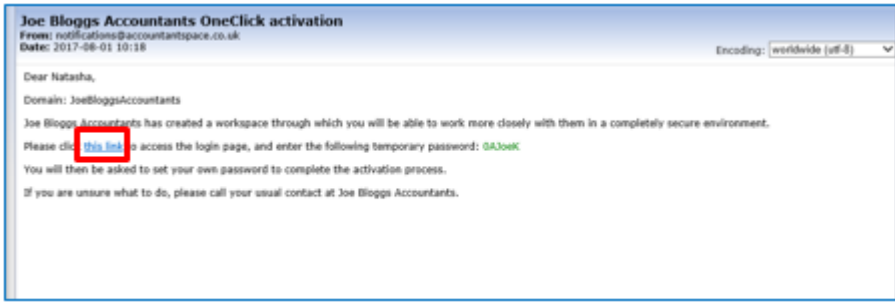 Joe Bloggs Accountants OneClick activation
From: notifications@accountantspace.co.uk
Date: 2017-08-01 10:18
Encoding: worldwide (utf-8)
Dear Natasha,
Domain: JoeBloggsAccountants
Joe Bloggs Accountants has created a workspace through which you will be able to work more closely with them in a completely secure environment.
Please click this link to access the login page, and enter the following temporary password: 0AJoeK
You will then be asked to set your own password to complete the activation process.
If you are unsure what to do, please call your usual contact at Joe Bloggs Accountants.